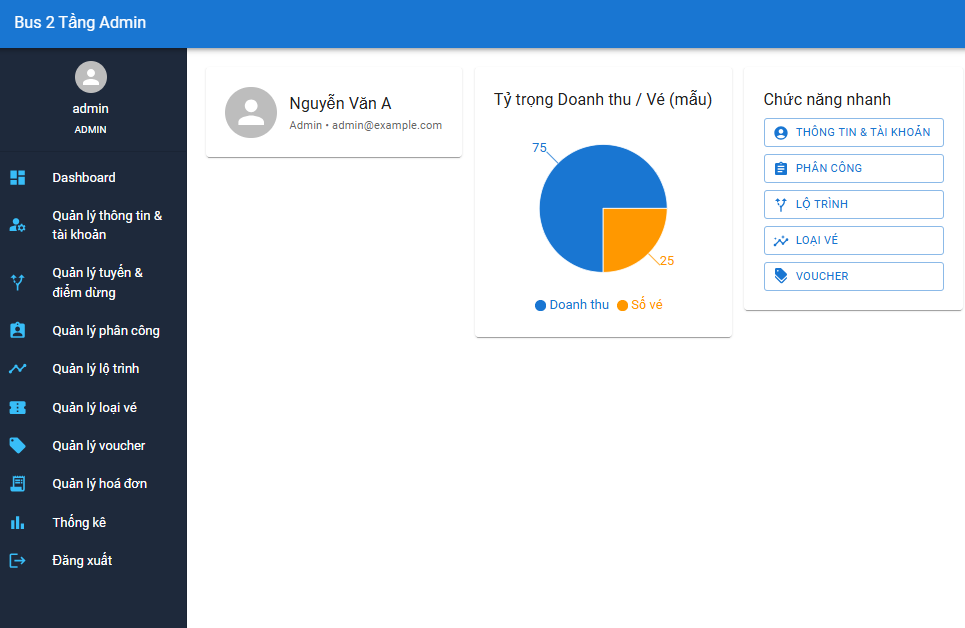 Bus 2 Tầng Admin
admin
ADMIN
Dashboard
Quản lý thông tin &
tài khoản
Quản lý tuyến &
điểm dừng
Quản lý phân công
Quản lý lộ trình
Quản lý loại vé
Quản lý voucher
Quản lý hoá đơn
Thống kê
Đăng xuất
Nguyễn Văn A
Admin • admin@example.com
Tỷ trọng Doanh thu / Vé (mẫu)
75
25
Doanh thu
Số vé
Chức năng nhanh
THÔNG TIN & TÀI KHOẢN
PHÂN CÔNG
LỘ TRÌNH
LOẠI VÉ
VOUCHER